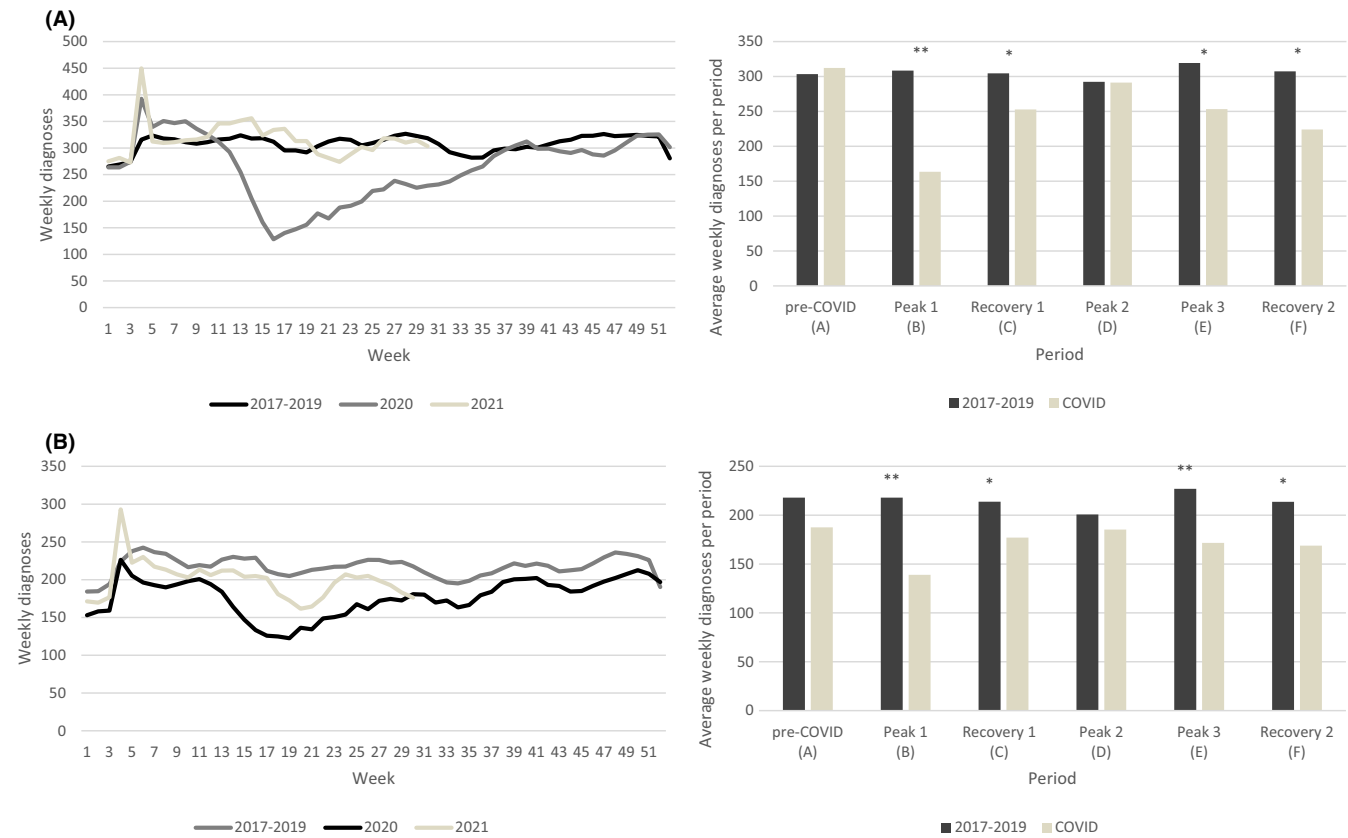 (A)
Weekly diagnoses
500
450
400
350
300
250
200
150
100
50
0
1 3 5 7 9 11 13 15 17 19 21 23 25 27 29 31 33 35 37 39 41 43 45 47 49 51
Week
2017-2019 2020 2021
Average weekly diagnoses per period
350
300
250
200
150
100
50
0
** * * *
pre-COVID Peak 1 Recovery 1 Peak 2 Peak 3 Recovery 2
(A) (B) (C) (D) (E) (F)
Period
2017-2019 COVID
(B)
Weekly diagnoses
350
300
250
200
150
100
50
0
1 3 5 7 9 11 13 15 17 19 21 23 25 27 29 31 33 35 37 39 41 43 45 47 49 51
Week
2017-2019 2020 2021
Average weekly diagnoses per period
250
200
150
100
50
0
** * ** *
pre-COVID Peak 1 Recovery 1 Peak 2 Peak 3 Recovery 2
(A) (B) (C) (D) (E) (F)
Period
2017-2019 COVID